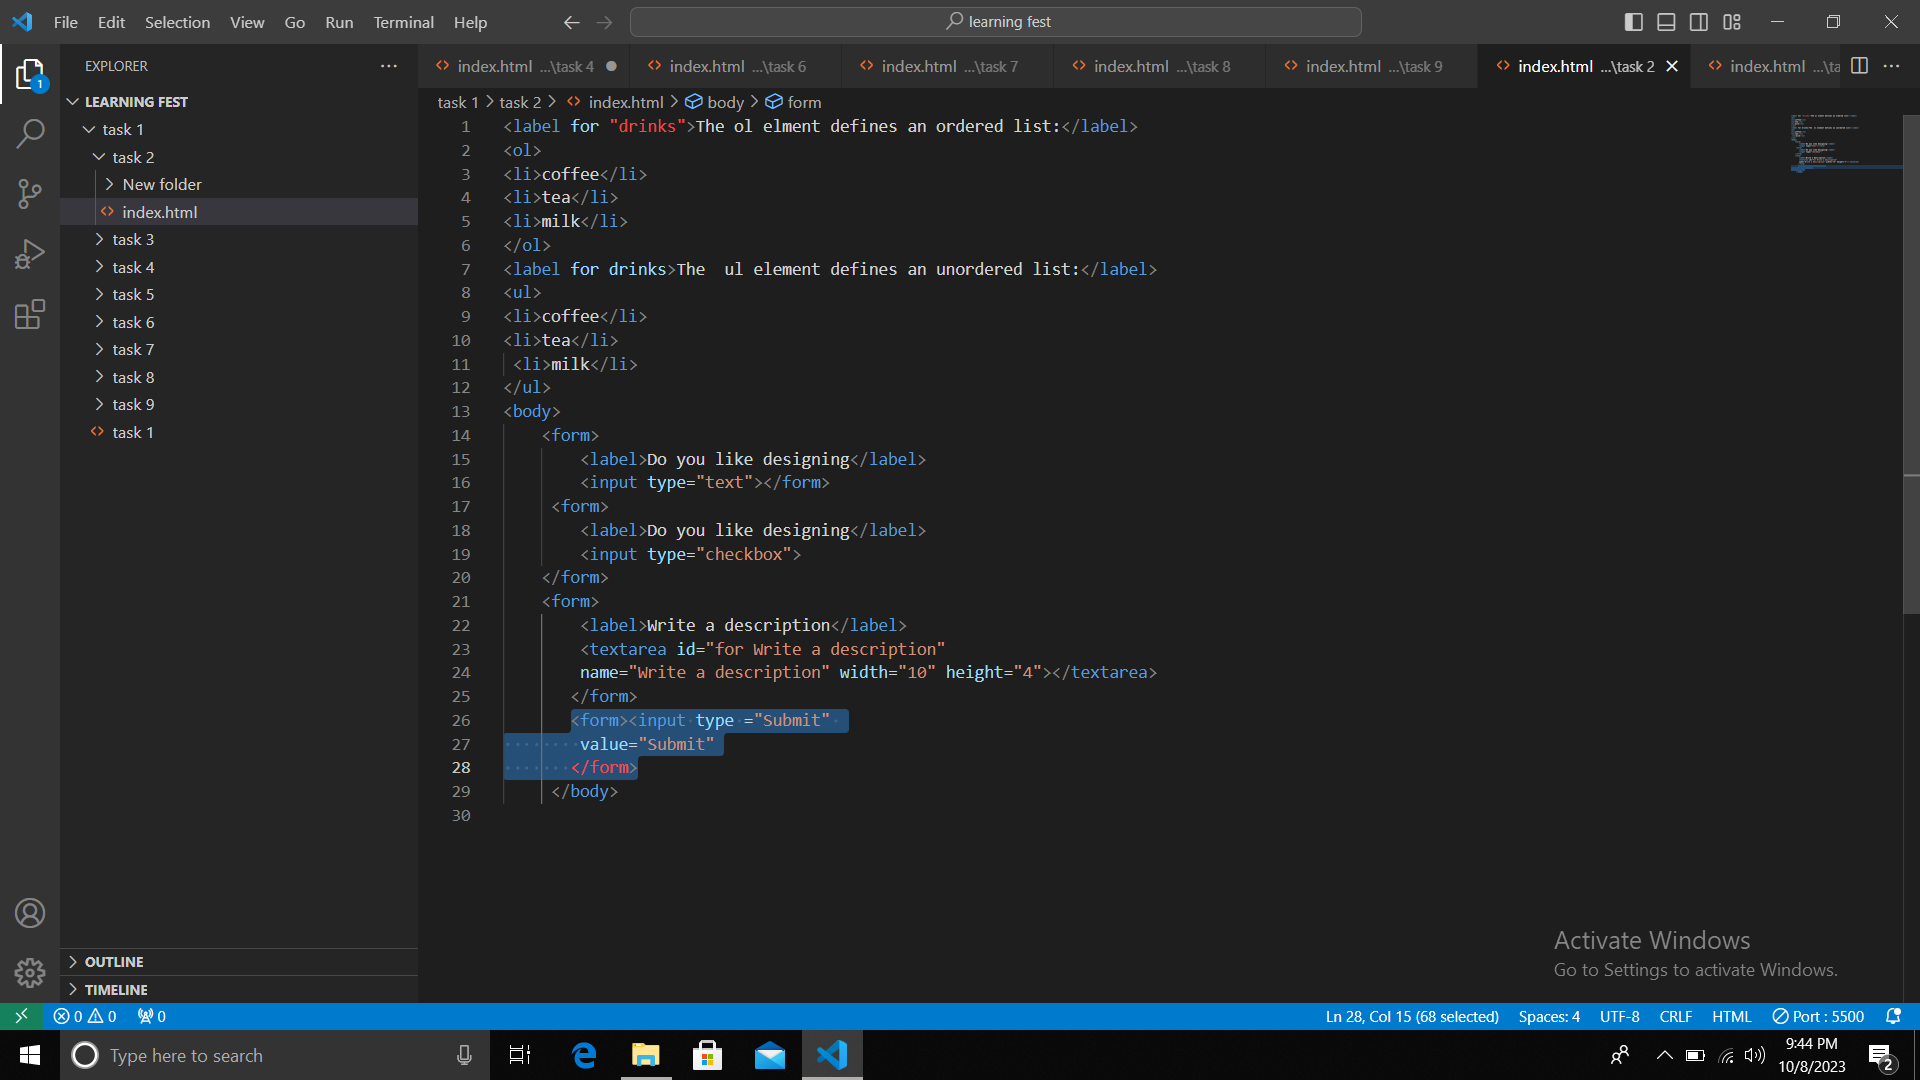 File Edit Selection View Go Run Terminal Help
learning fest
EXPLORER
index.html ...\task 4
index.html ...\task 6
index.html ...\task 7
index.html ...\task 8
index.html ...\task 9
index.html ...\task 2
index.html ...\ta
LEARNING FEST
task 1
task 2
New folder
index.html
task 3
task 4
task 5
task 6
task 7
task 8
task 9
task 1
task 1 > task 2 > index.html > body > form
1 <label for "drinks">The ol elment defines an ordered list:</label>
2 <ol>
3 <li>coffee</li>
4 <li>tea</li>
5 <li>milk</li>
6 </ol>
7 <label for drinks>The  ul element defines an unordered list:</label>
8 <ul>
9 <li>coffee</li>
10 <li>tea</li>
11 <li>milk</li>
12 </ul>
13 <body>
14 <form>
15 <label>Do you like designing</label>
16 <input type="text"></form>
17 <form>
18 <label>Do you like designing</label>
19 <input type="checkbox">
20 </form>
21 <form>
22 <label>Write a description</label>
23 <textarea id="for Write a description"
24 name="Write a description" width="10" height="4"></textarea>
25 </form>
26 <form><input type ="Submit"
27 value="Submit"
28 </form>
29 </body>
30
OUTLINE
TIMELINE
Activate Windows
Go to Settings to activate Windows.
1
0 0 0
Ln 28, Col 15 (68 selected) Spaces: 4 UTF-8 CRLF HTML Port : 5500
Type here to search
9:44 PM
10/8/2023
2